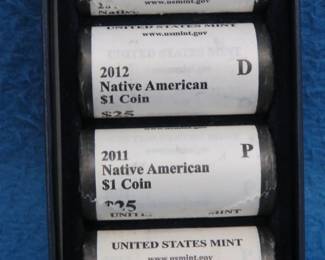 Native
UNITED STATES MINT
www.usmint.gov
2012 D
Native American
$1 Coin
$25
2011 P
Native American
$1 Coin
$25
UNITED STATES MINT
www.usmint.gov